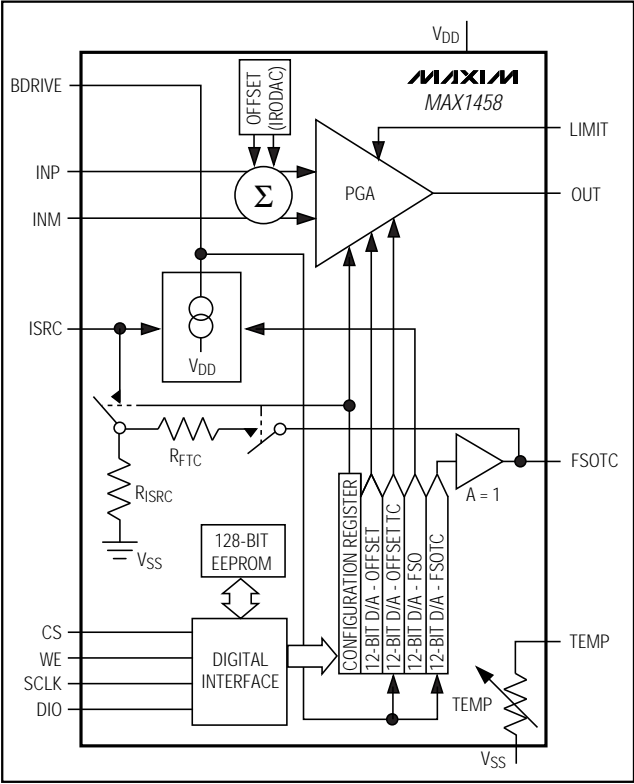 VDD
MAXIM
MAX1458
BDRIVE
OFFSET
(IRODAC)
LIMIT
INP
Σ
PGA
OUT
INM
ISRC
VDD
RFTC
FSOTC
A = 1
RISRC
VSS
128-BIT
EEPROM
CONFIGURATION REGISTER
12-BIT D/A - OFFSET
12-BIT D/A - OFFSET TC
12-BIT D/A - FSO
12-BIT D/A - FSOTC
CS
WE
SCLK
DIO
DIGITAL
INTERFACE
TEMP
TEMP
VSS